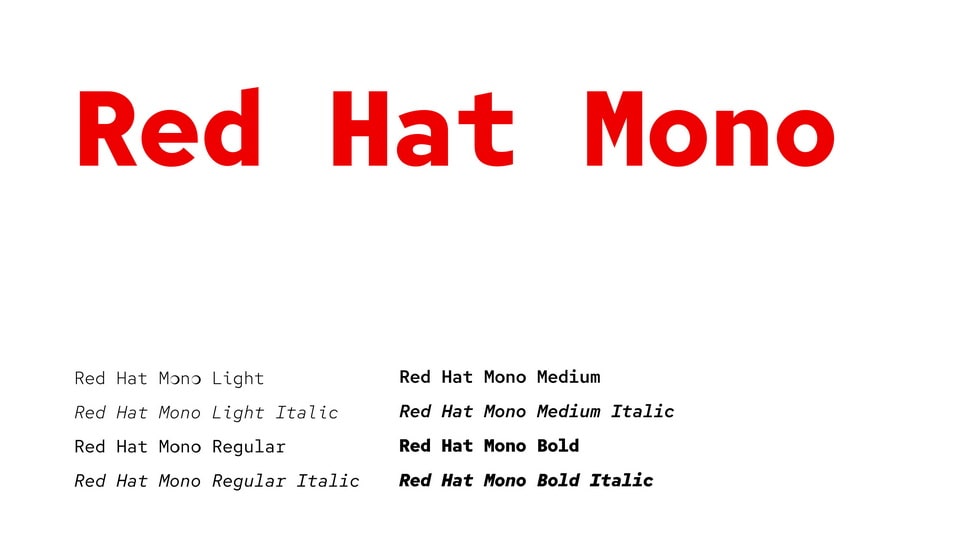 Red Hat Mono
Red Hat Mono Light
Red Hat Mono Light Italic
Red Hat Mono Regular
Red Hat Mono Regular Italic
Red Hat Mono Medium
Red Hat Mono Medium Italic
Red Hat Mono Bold
Red Hat Mono Bold Italic